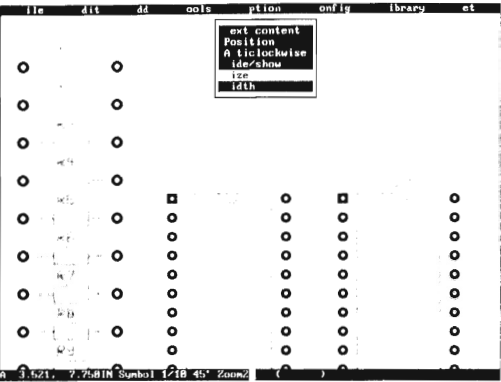 ile dit dd ools ption onfig ibrary et
ext content
Position
A ticlockwise
ide/show
ize
idth
A 3.521, 7.750IN Symbol 1/10 45° Zoom2 ( )